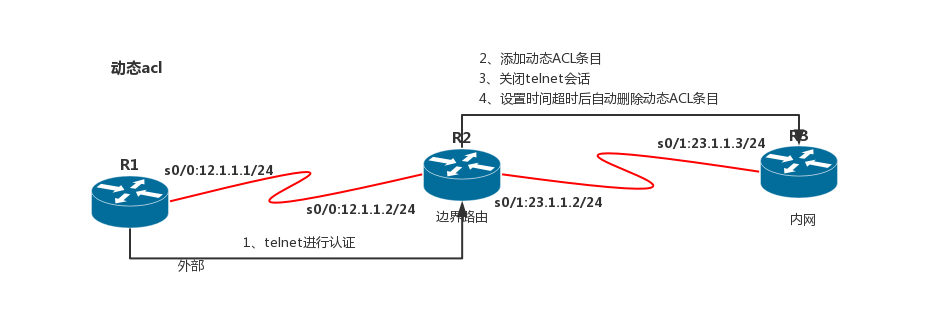 动态acl
2、添加动态ACL条目
3、关闭telnet会话
4、设置时间超时后自动删除动态ACL条目
R1
R2
R3
s0/0:12.1.1.1/24
s0/1:23.1.1.3/24
s0/0:12.1.1.2/24
s0/1:23.1.1.2/24
边界路由
内网
1、telnet进行认证
外部